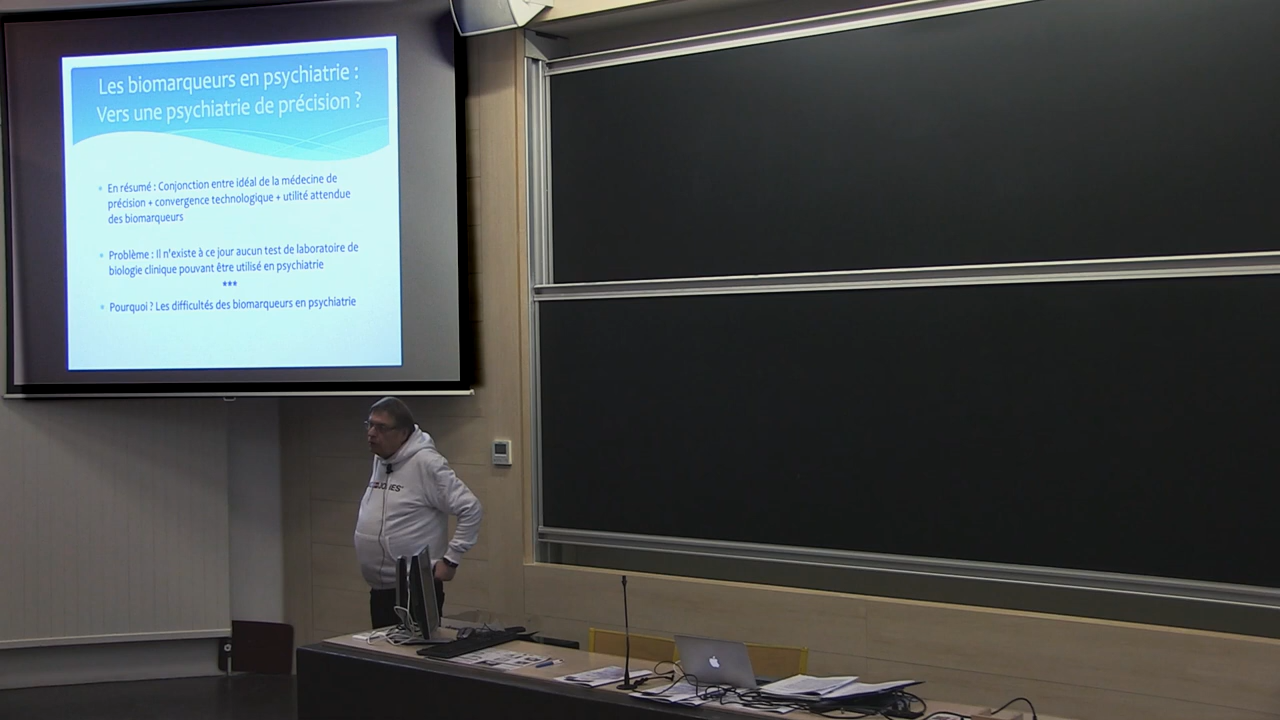 Les biomarqueurs en psychiatrie :
Vers une psychiatrie de précision ?
En résumé : Conjonction entre idéal de la médecine de
précision + convergence technologique + utilité attendue
des biomarqueurs
Problème : Il n'existe à ce jour aucun test de laboratoire de
biologie clinique pouvant être utilisé en psychiatrie
***
Pourquoi ? Les difficultés des biomarqueurs en psychiatrie